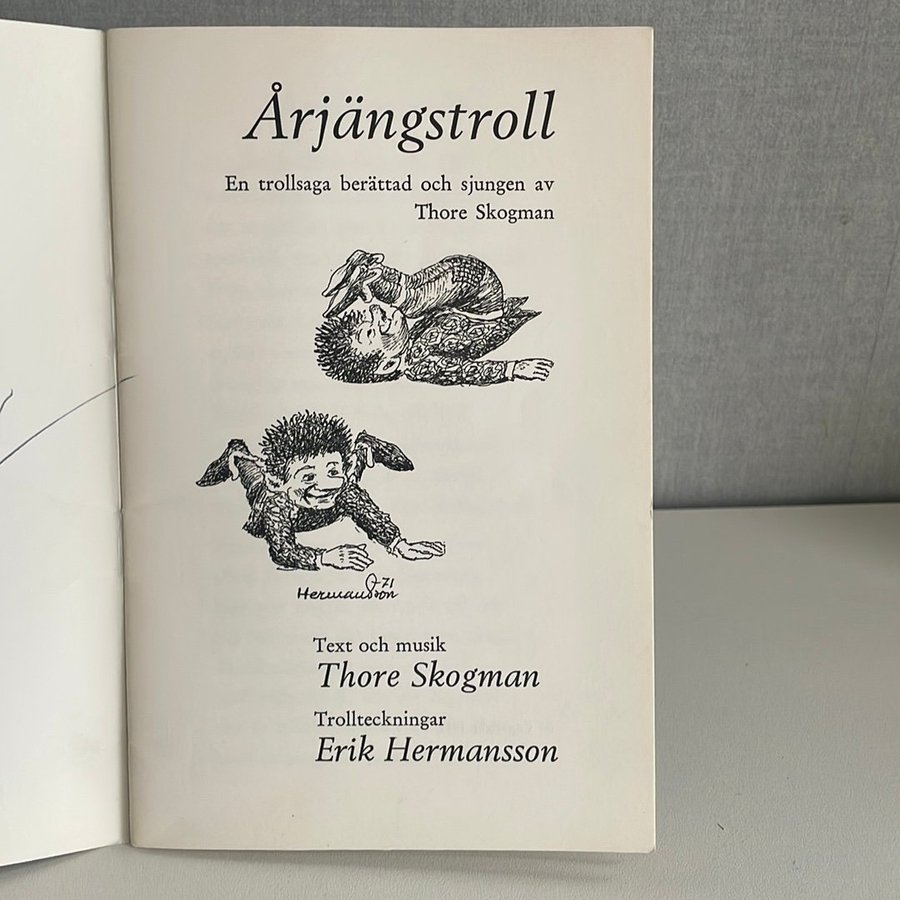 Årjängstroll
En trollsaga berättad och sjungen av
Thore Skogman
Hermansson 71
Text och musik
Thore Skogman
Trollteckningar
Erik Hermansson